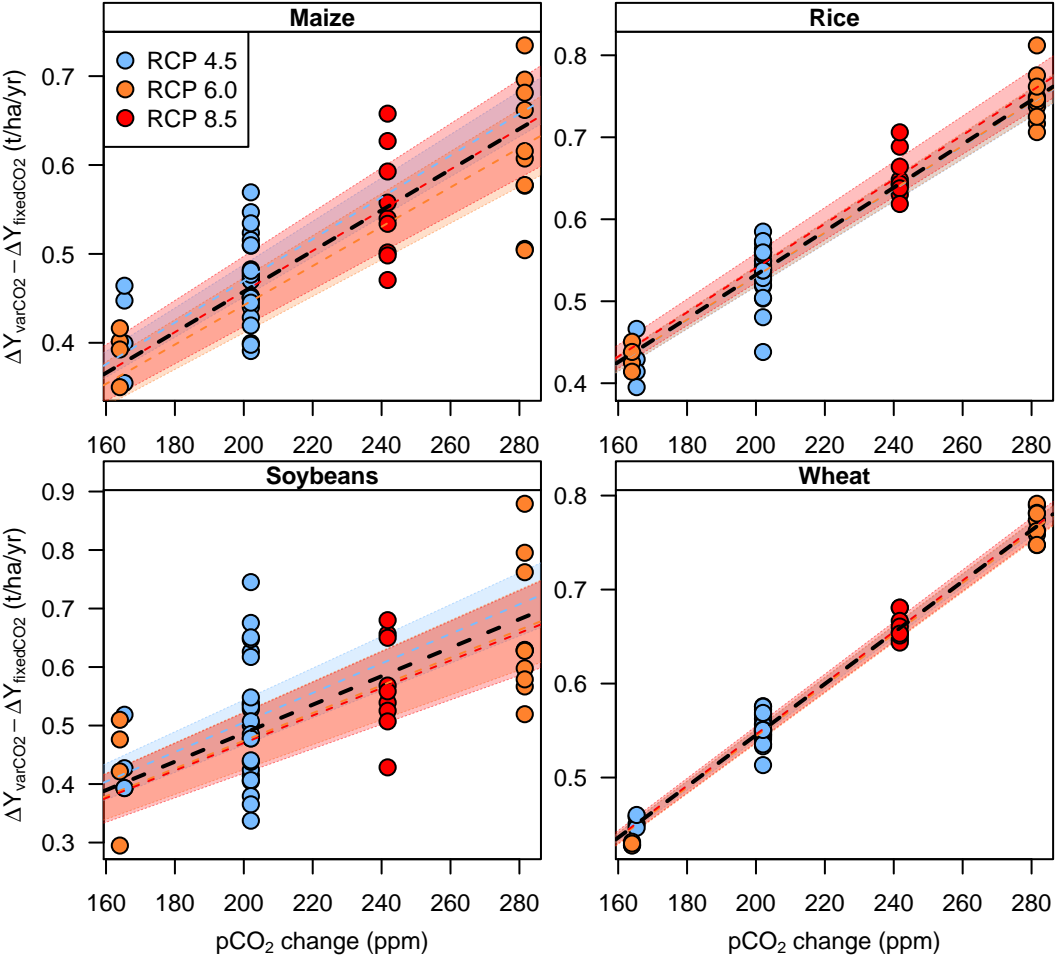 Maize
RCP 4.5
RCP 6.0
RCP 8.5
ΔY_varCO2 − ΔY_fixedCO2 (t/ha/yr)
0.7
0.6
0.5
0.4
160 180 200 220 240 260 280
Rice
0.8
0.7
0.6
0.5
0.4
160 180 200 220 240 260 280
Soybeans
ΔY_varCO2 − ΔY_fixedCO2 (t/ha/yr)
0.9
0.8
0.7
0.6
0.5
0.4
0.3
160 180 200 220 240 260 280
pCO₂ change (ppm)
Wheat
0.8
0.7
0.6
0.5
160 180 200 220 240 260 280
pCO₂ change (ppm)